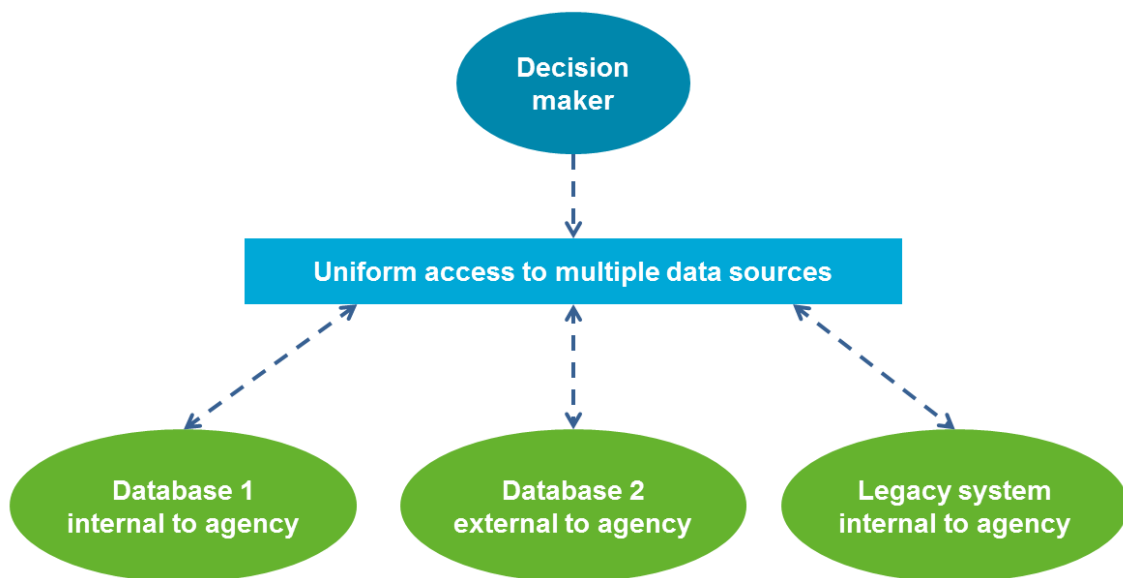 Decision
maker
Uniform access to multiple data sources
Database 1
internal to agency
Database 2
external to agency
Legacy system
internal to agency